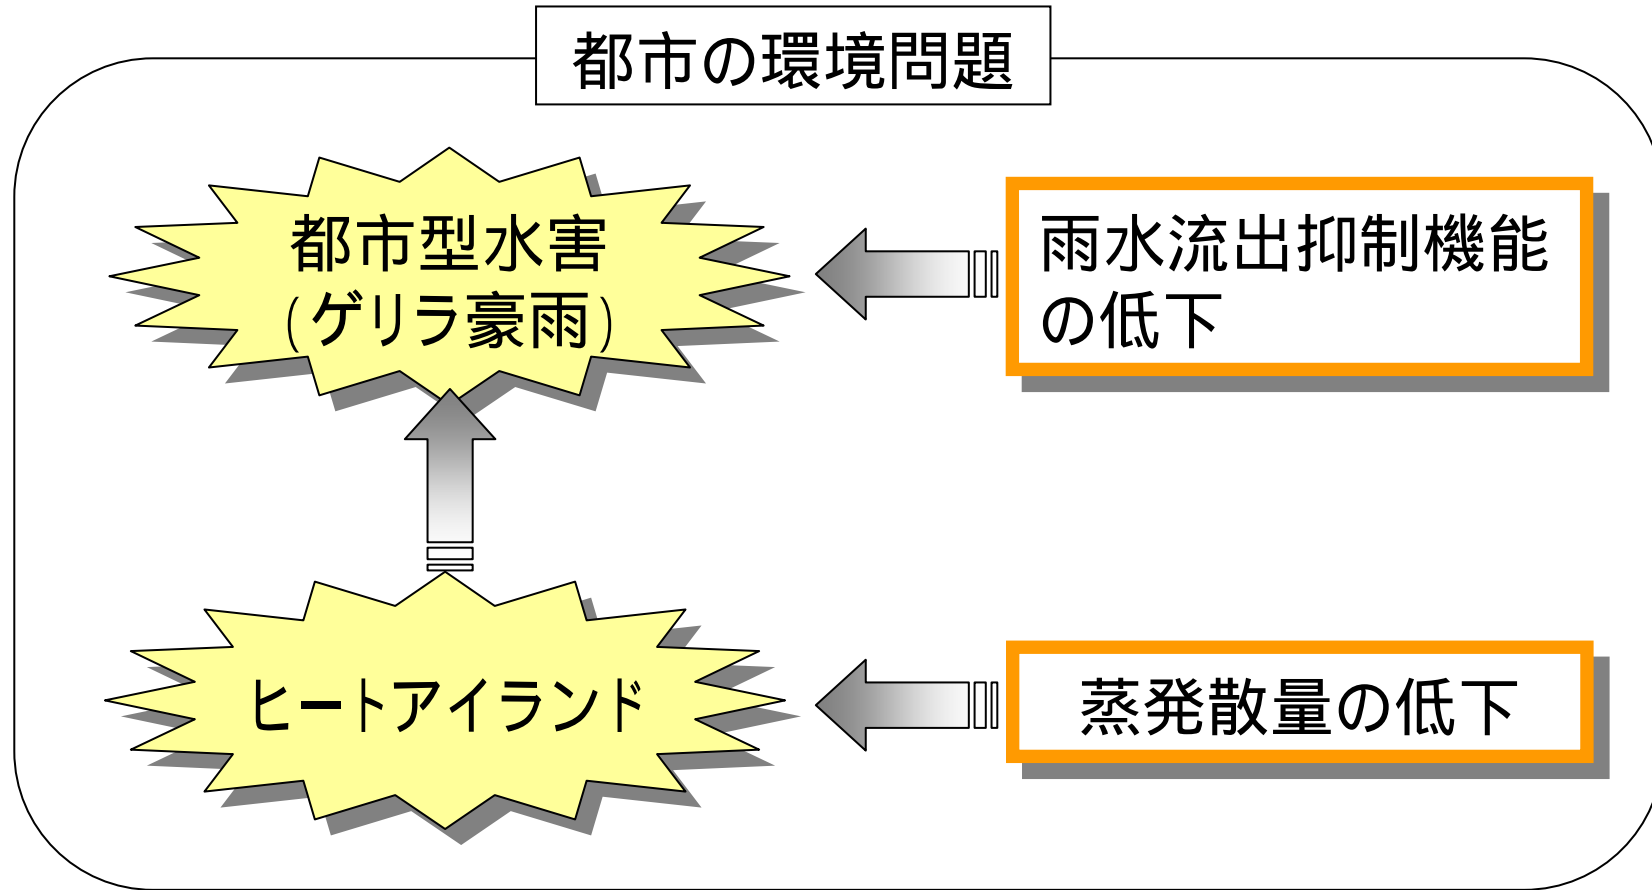 都市の環境問題
都市型水害
(ゲリラ豪雨)
雨水流出抑制機能
の低下
ヒートアイランド
蒸発散量の低下